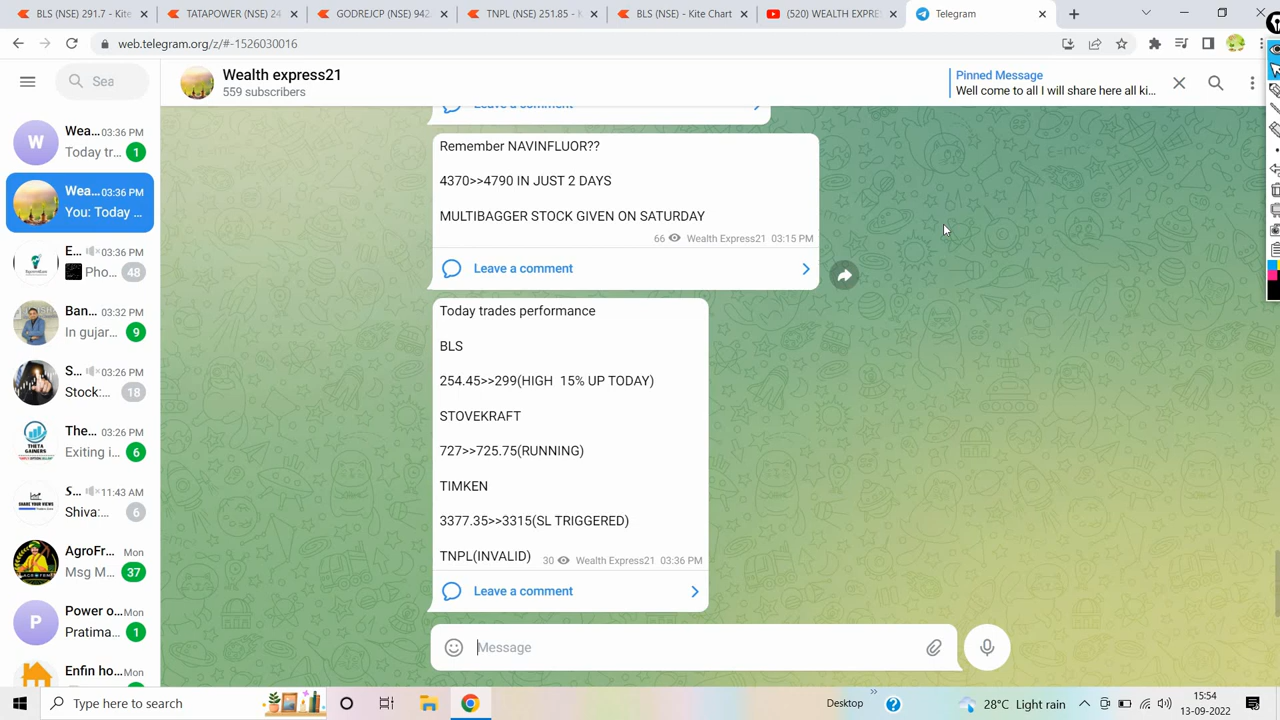 BLS (NSE) 291.7 - Kite
TATAPOWER (NSE) 24
GODREJCP (NSE) 942.
TNPL (NSE) 251.85 - K
BLS (NSE) - Kite Chart
(520) WEALTH EXPRES
Telegram
web.telegram.org/z/#-1526030016
Sea
Wealth express21
559 subscribers
Pinned Message
Well come to all I will share here all ki...
W
Wea... 03:36 PM
Today tr... 1
Wea... 03:36 PM
You: Today ...
E... 03:36 PM
Pho... 48
Ban... 03:32 PM
In gujar... 9
S... 03:26 PM
Stock:... 18
The... 03:26 PM
Exiting i... 6
THETA
GAINERS
S... 11:43 AM
Shiva:... 6
AgroFr... Mon
Msg M... 37
P
Power o... Mon
Pratima... 1
Enfin ho... Mon
Leave a comment
Remember NAVINFLUOR??
4370>>4790 IN JUST 2 DAYS
MULTIBAGGER STOCK GIVEN ON SATURDAY
66 Wealth Express21 03:15 PM
Leave a comment
Today trades performance
BLS
254.45>>299(HIGH 15% UP TODAY)
STOVEKRAFT
727>>725.75(RUNNING)
TIMKEN
3377.35>>3315(SL TRIGGERED)
TNPL(INVALID) 30 Wealth Express21 03:36 PM
Leave a comment
Message
Type here to search
Desktop
28°C Light rain
15:54
13-09-2022